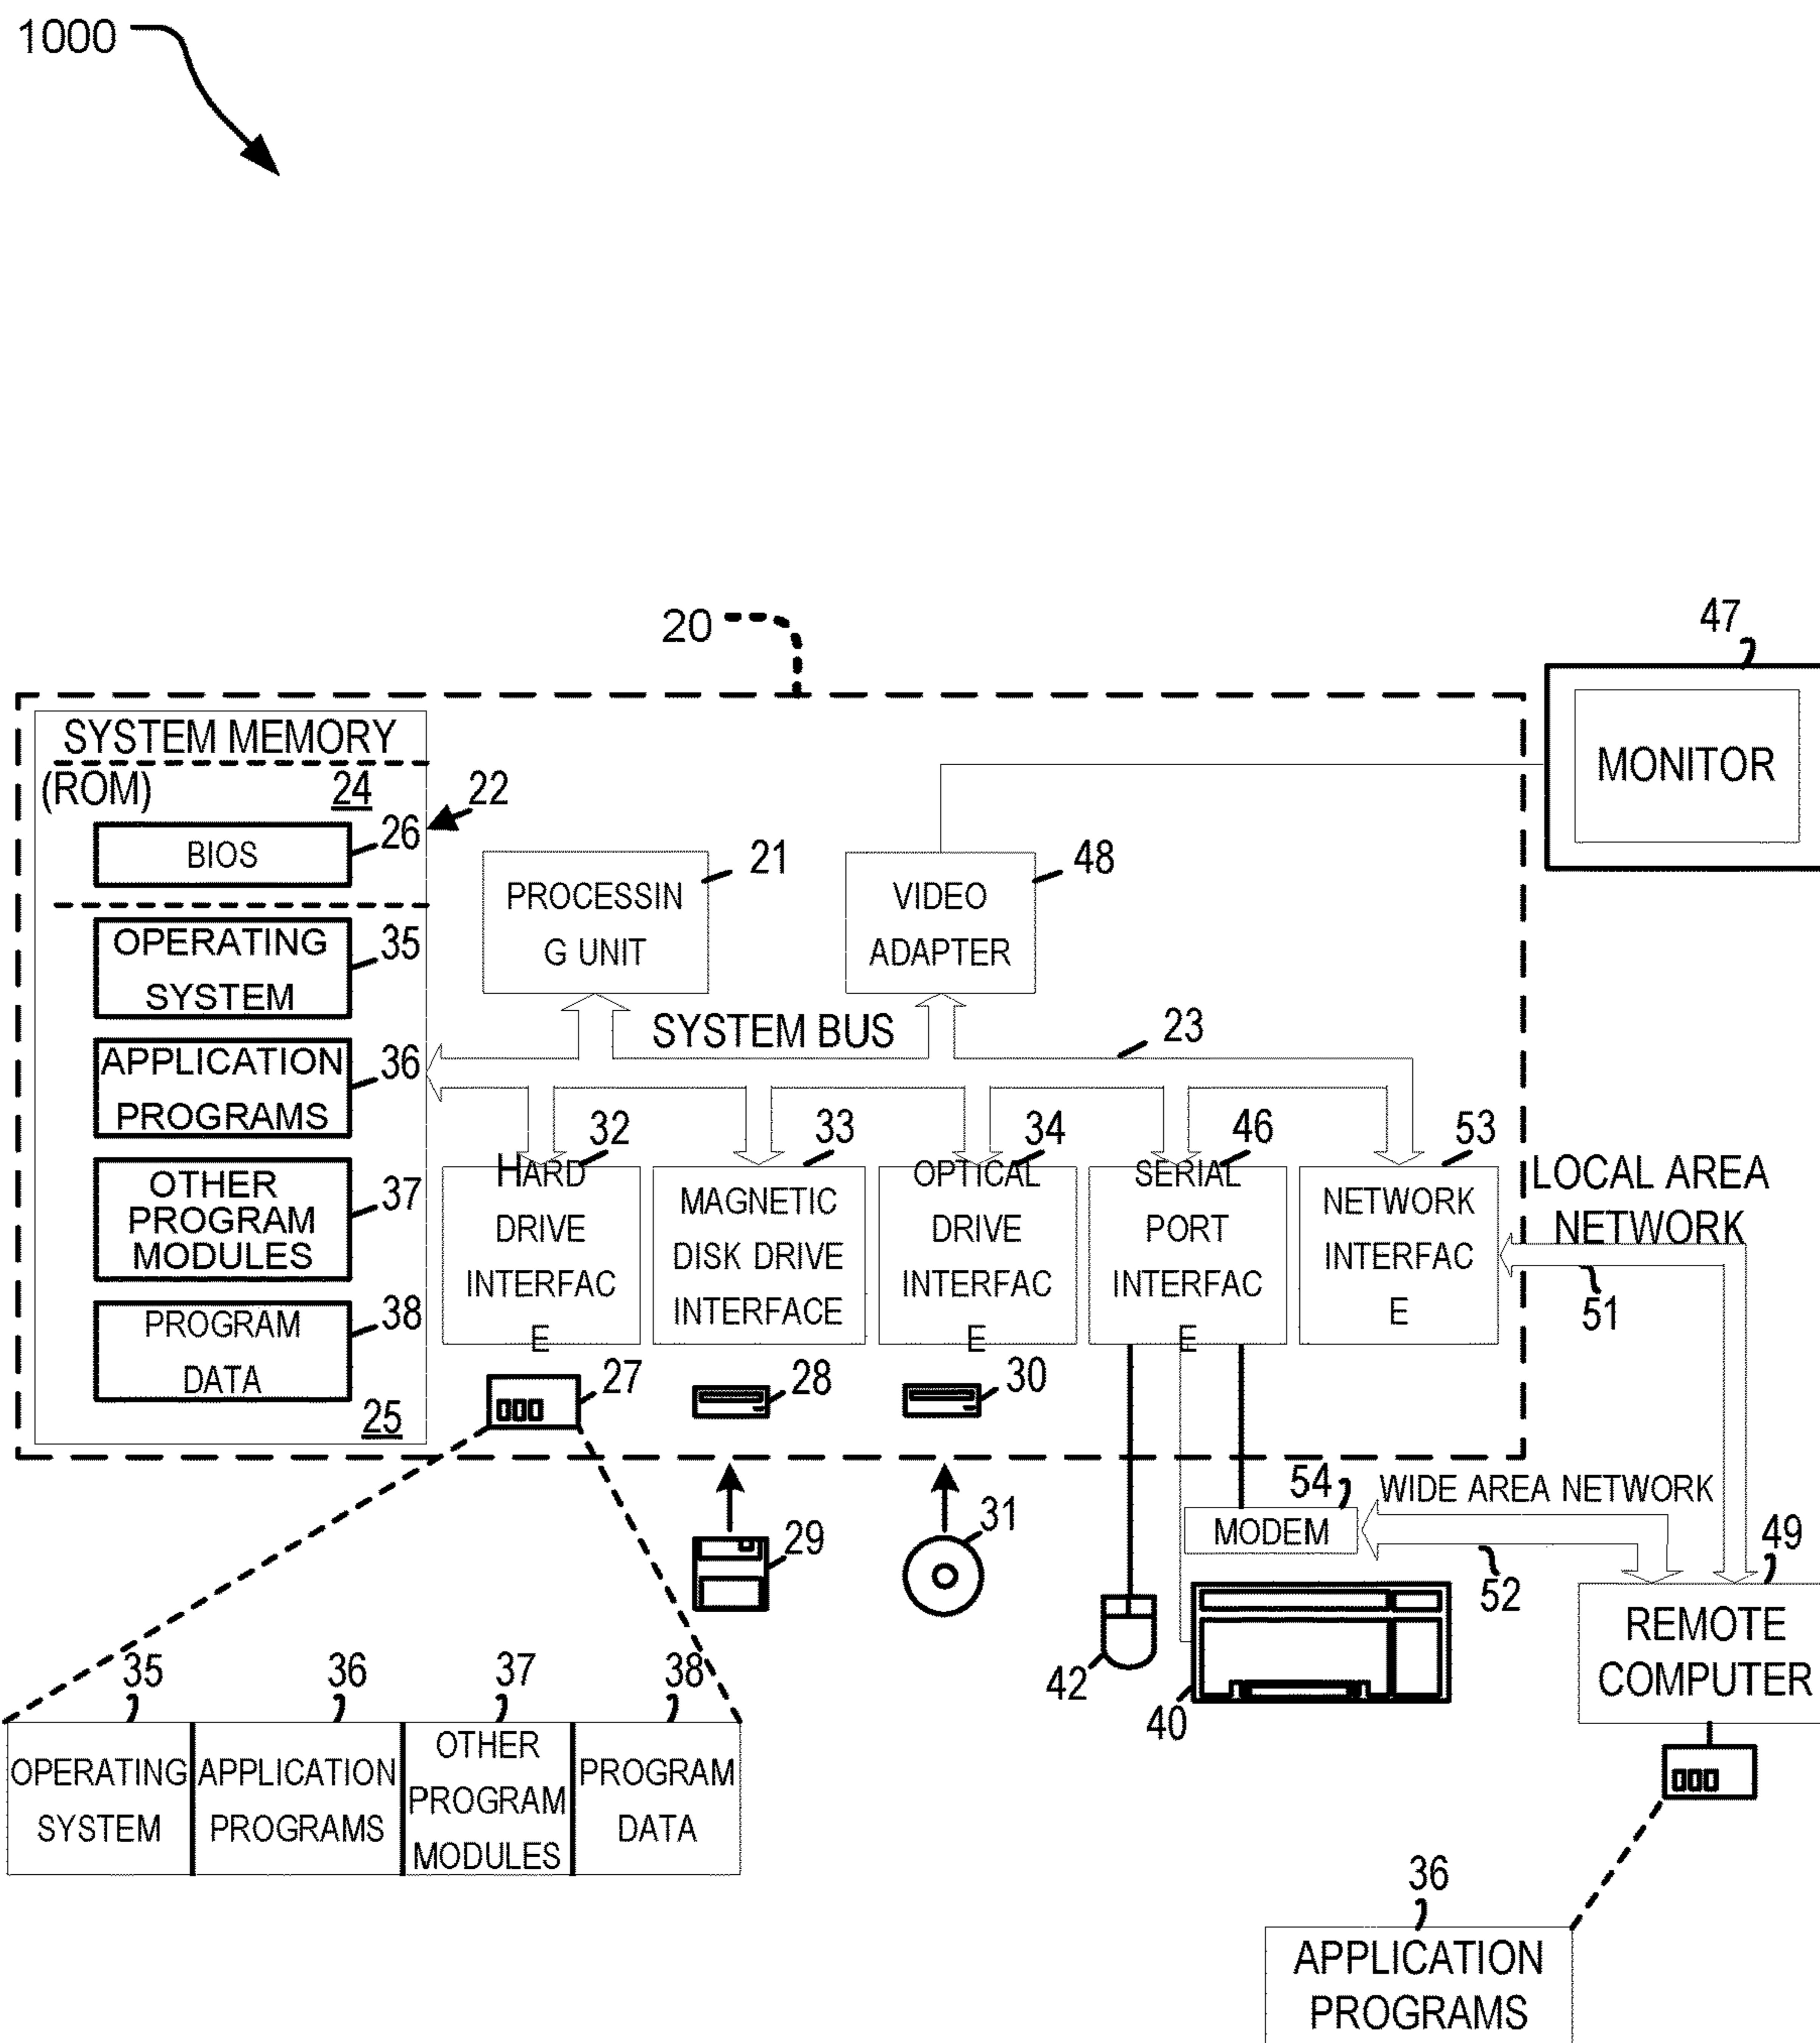 1000
20
47
SYSTEM MEMORY
(ROM)
24
22
BIOS
26
MONITOR
PROCESSIN
G UNIT
21
VIDEO
ADAPTER
48
OPERATING
SYSTEM
35
SYSTEM BUS
23
APPLICATION
PROGRAMS
36
OTHER
PROGRAM
MODULES
37
PROGRAM
DATA
38
25
HARD
DRIVE
INTERFAC
E
32
MAGNETIC
DISK DRIVE
INTERFACE
33
OPTICAL
DRIVE
INTERFAC
E
34
SERIAL
PORT
INTERFAC
E
46
NETWORK
INTERFAC
E
53
LOCAL AREA
NETWORK
51
27
28
30
29
31
54
MODEM
WIDE AREA NETWORK
52
49
REMOTE
COMPUTER
42
40
35
36
37
38
OPERATING
SYSTEM
APPLICATION
PROGRAMS
OTHER
PROGRAM
MODULES
PROGRAM
DATA
36
APPLICATION
PROGRAMS